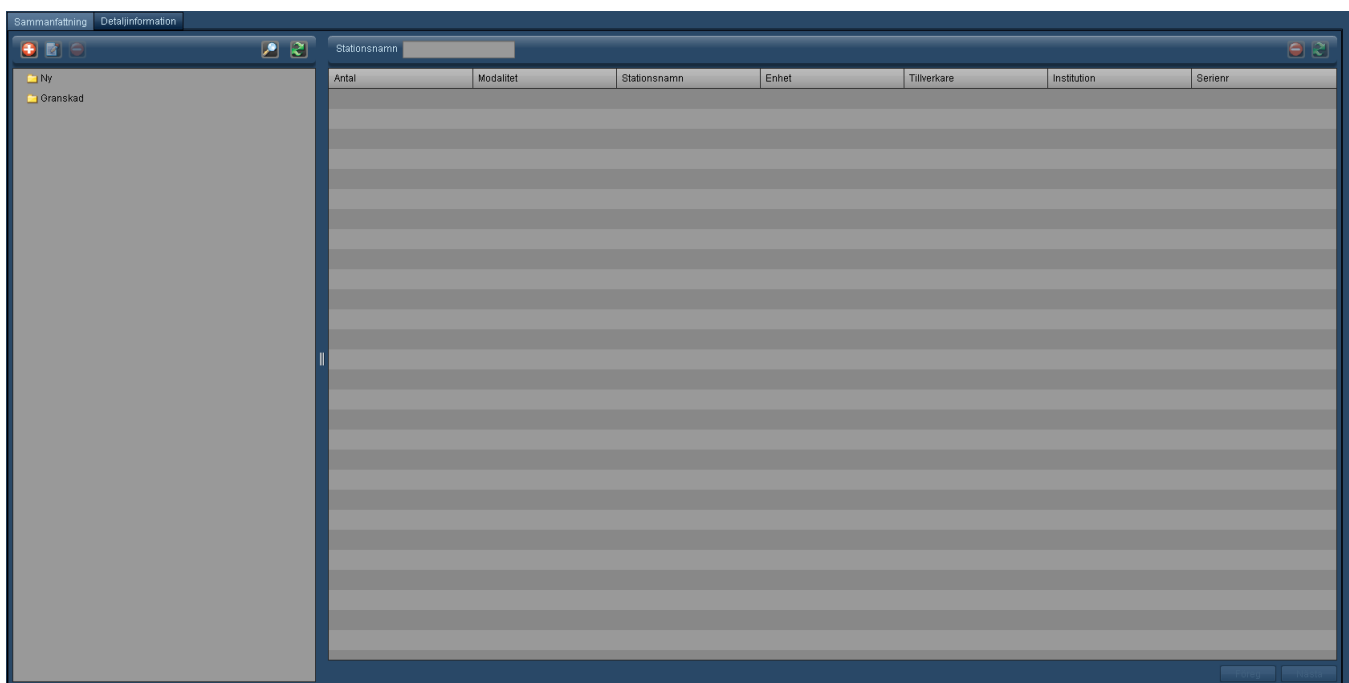 Sammanfattning Detaljinformation
Stationsnamn
Ny
Granskad
Antal Modalitet Stationsnamn Enhet Tillverkare Institution Serienr